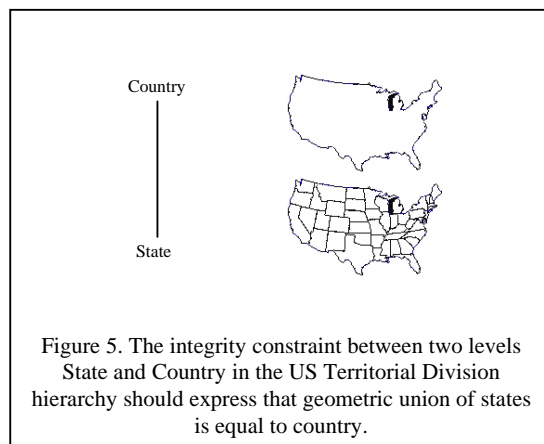 Country
State
Figure 5. The integrity constraint between two levels
State and Country in the US Territorial Division
hierarchy should express that geometric union of states
is equal to country.